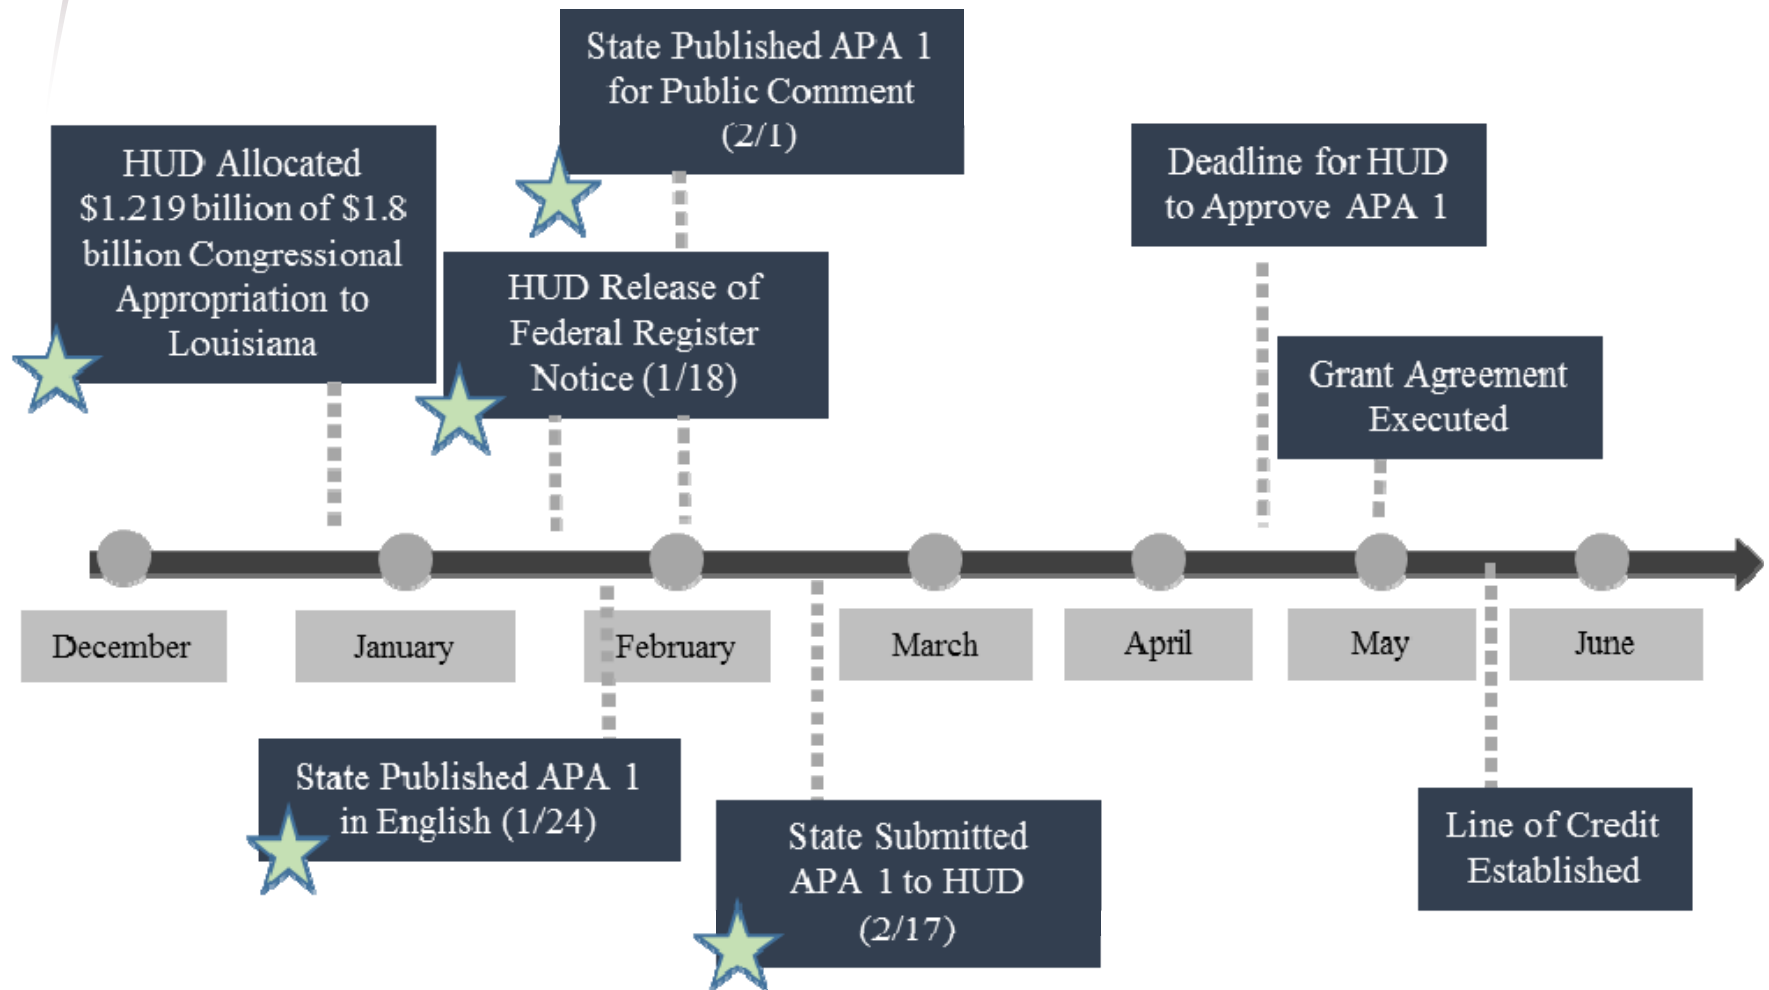 State Published APA 1
for Public Comment
(2/1)
HUD Allocated
$1.219 billion of $1.8
billion Congressional
Appropriation to
Louisiana
HUD Release of
Federal Register
Notice (1/18)
Deadline for HUD
to Approve APA 1
Grant Agreement
Executed
December
January
February
March
April
May
June
State Published APA 1
in English (1/24)
State Submitted
APA 1 to HUD
(2/17)
Line of Credit
Established